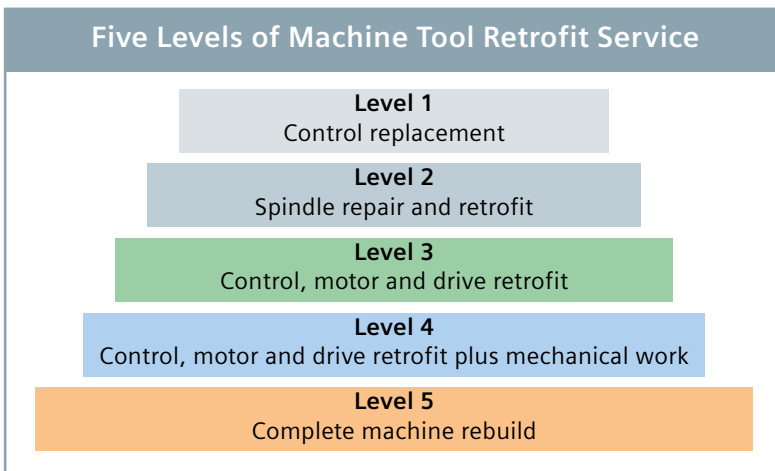 Five Levels of Machine Tool Retrofit Service
Level 1
Control replacement
Level 2
Spindle repair and retrofit
Level 3
Control, motor and drive retrofit
Level 4
Control, motor and drive retrofit plus mechanical work
Level 5
Complete machine rebuild